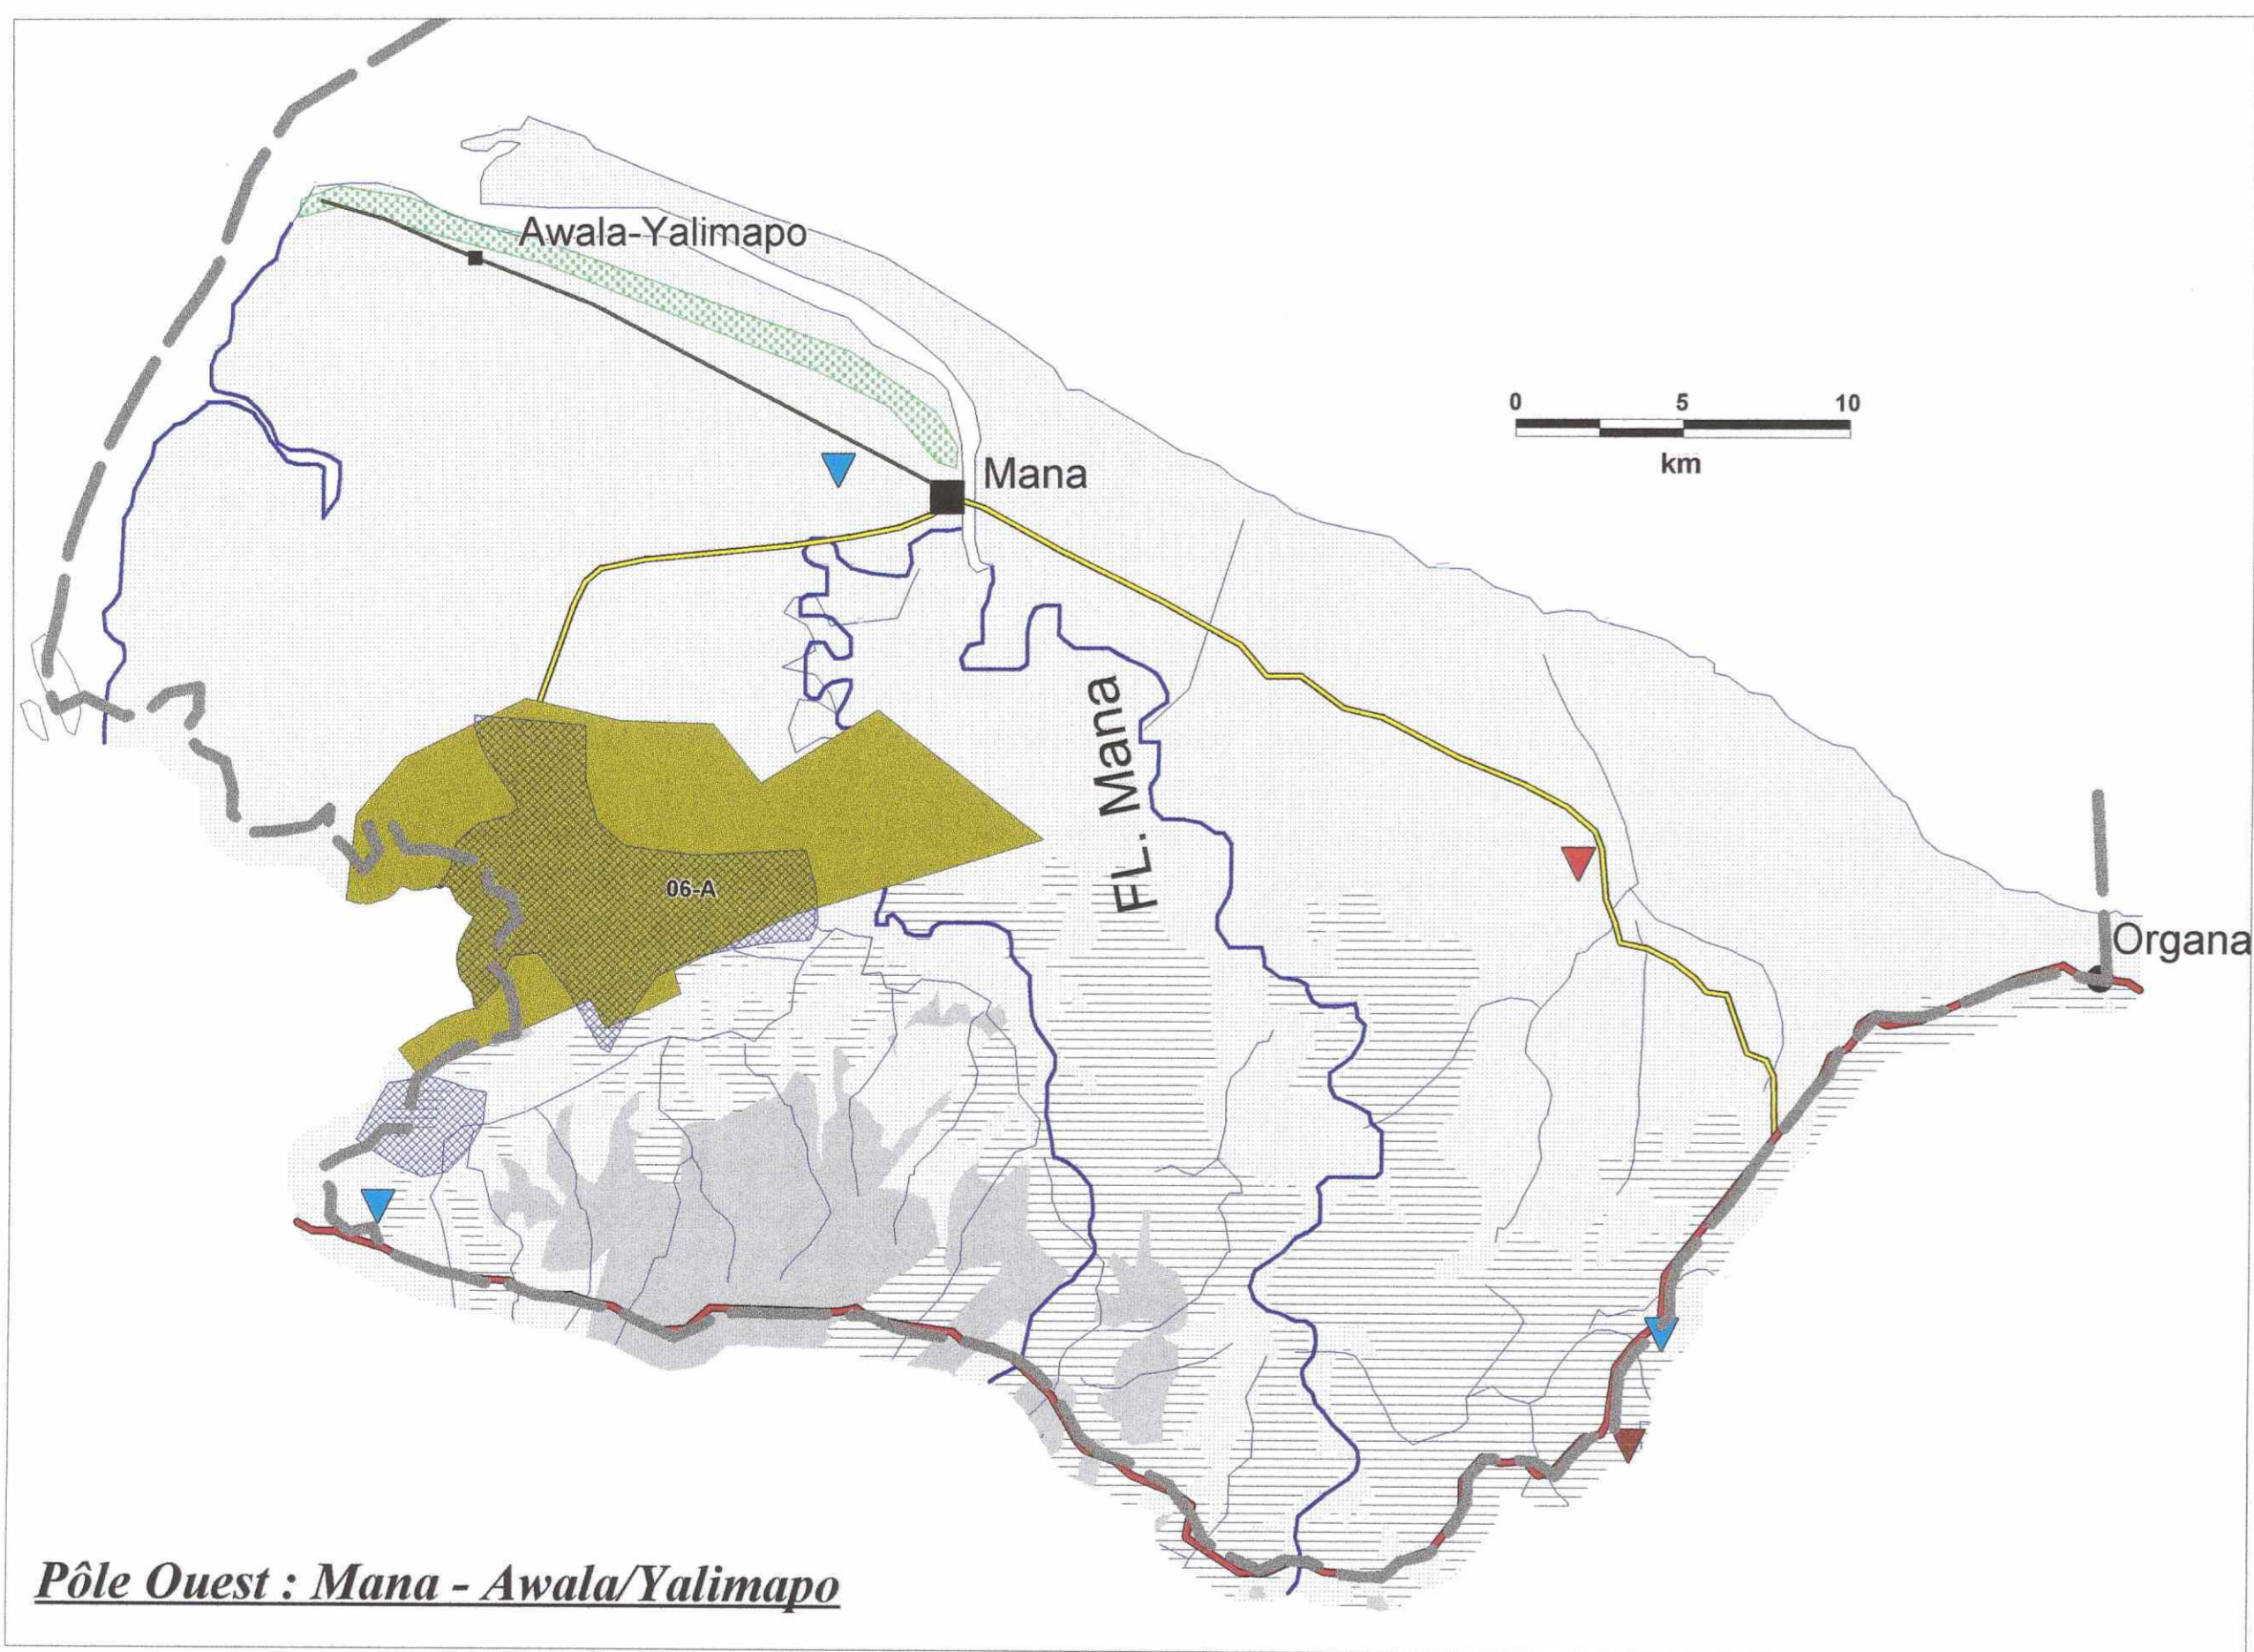 Awala-Yalimapo
0 5 10
km
Mana
FL. Mana
06-A
Organa
Pôle Ouest : Mana - Awala/Yalimapo